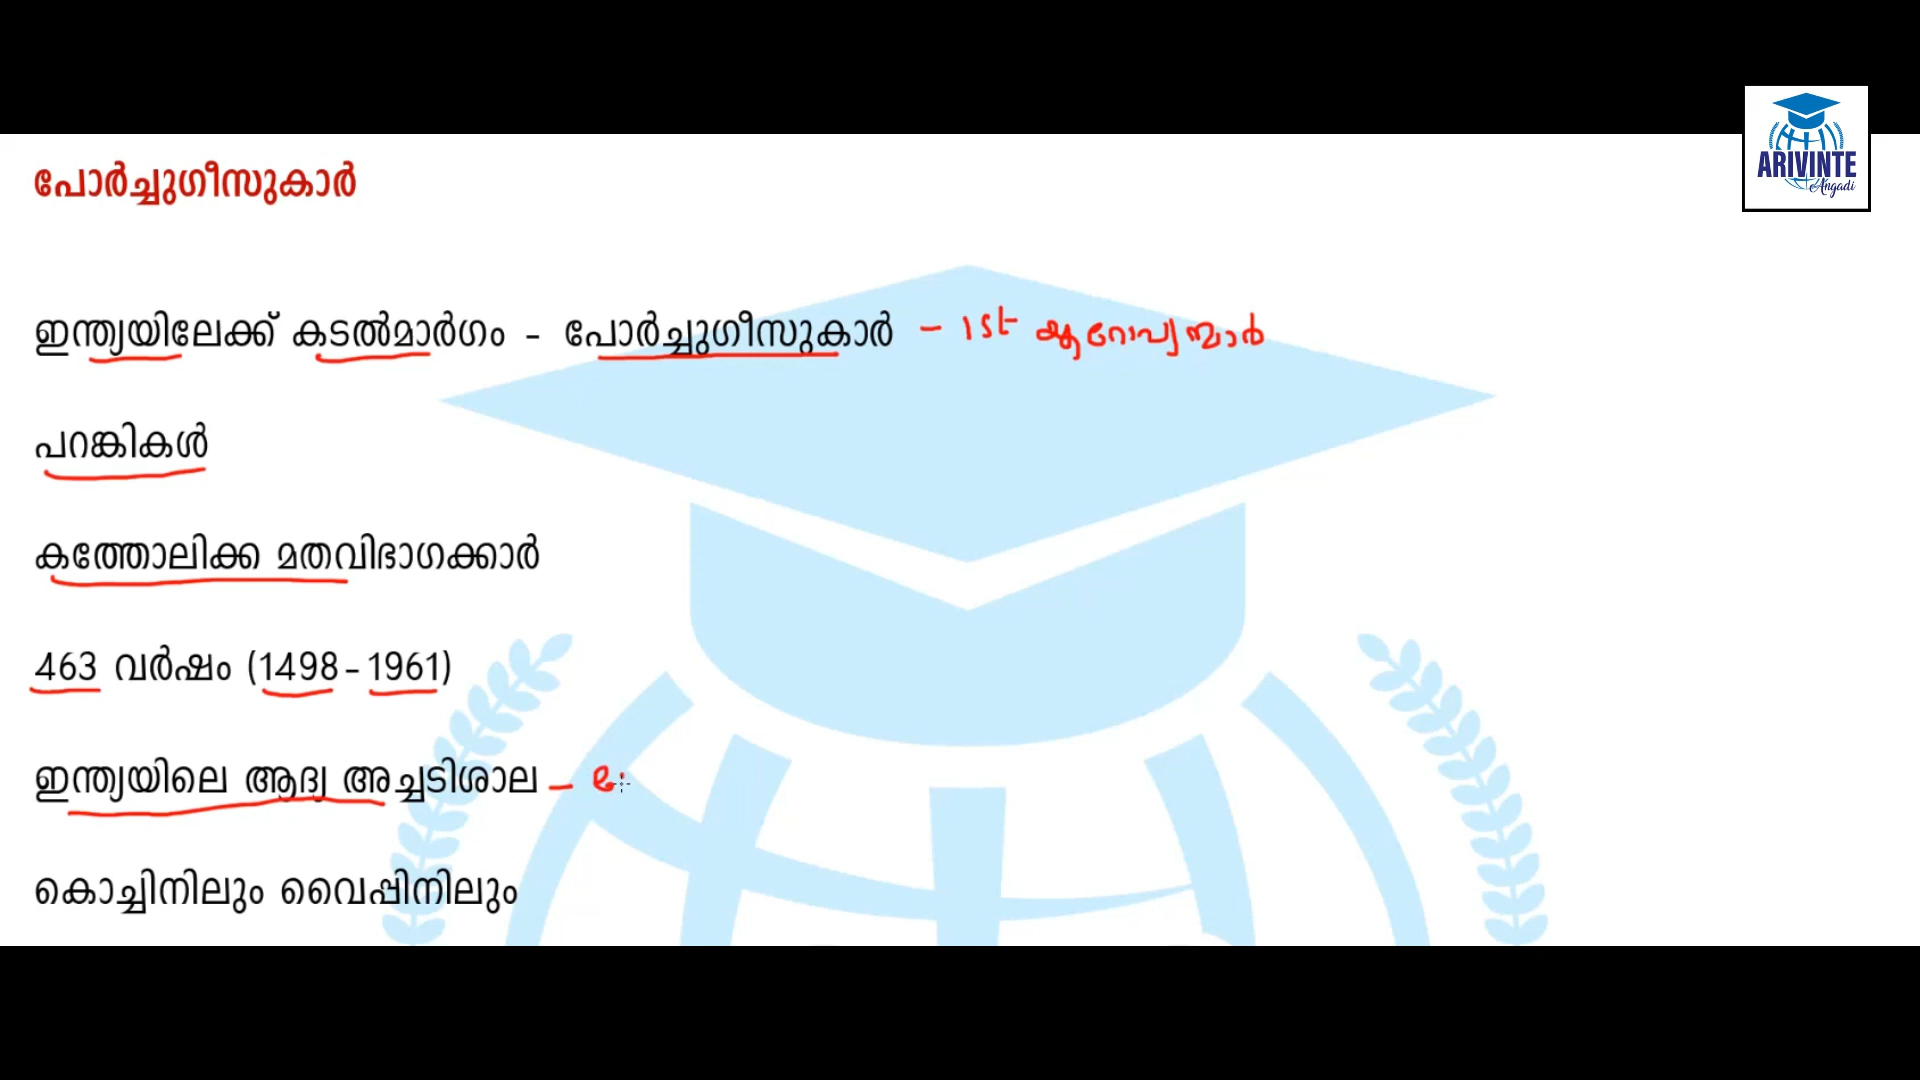 ARIVINTE
Angadi
പോർച്ചുഗീസുകാർ
ഇന്ത്യയിലേക്ക് കടൽമാർഗം - പോർച്ചുഗീസുകാർ - 1st യൂറോപ്യന്മാർ
പറങ്കികൾ
കത്തോലിക്ക മതവിഭാഗക്കാർ
463 വർഷം (1498-1961)
ഇന്ത്യയിലെ ആദ്യ അച്ചടിശാല -
കൊച്ചിനിലും വൈപ്പിനിലും